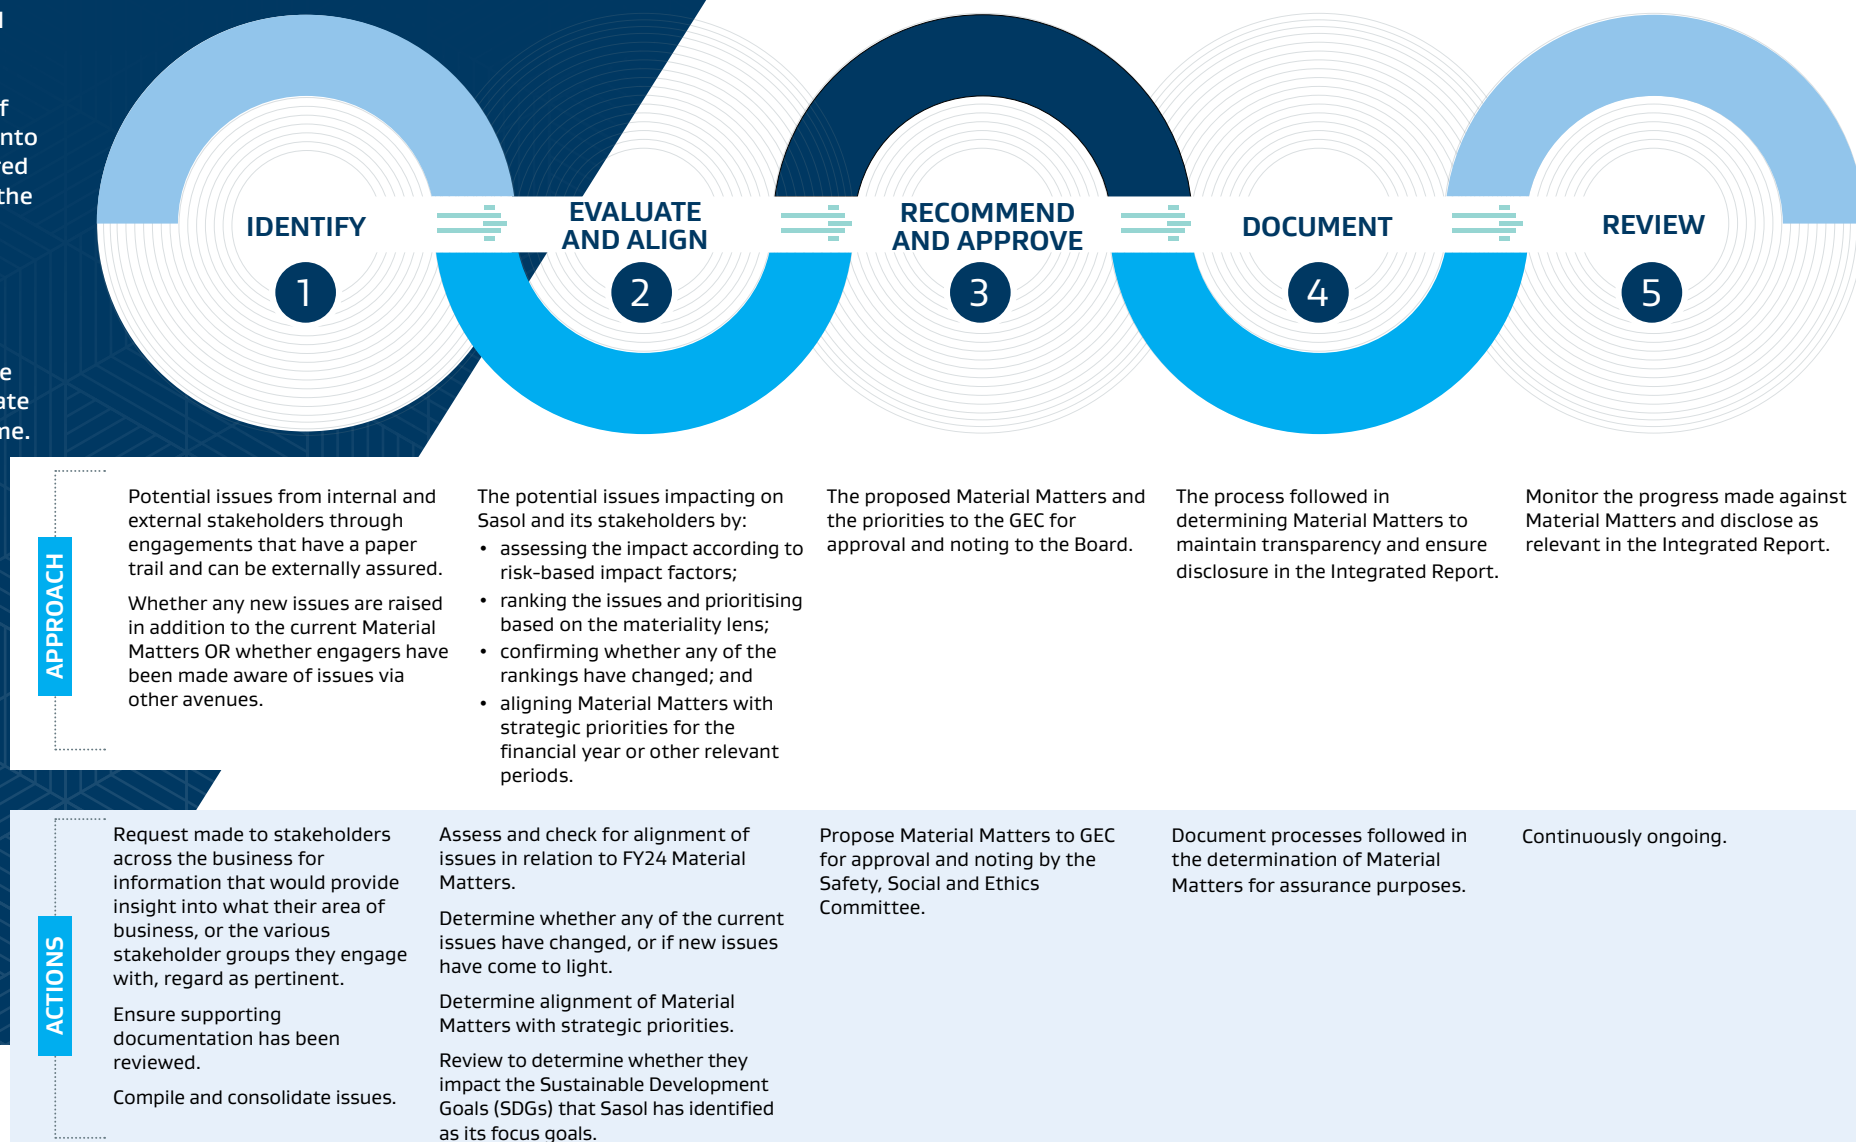 f
nto
red
the
e
ate
me.
IDENTIFY
1
EVALUATE
AND ALIGN
2
RECOMMEND
AND APPROVE
3
DOCUMENT
4
REVIEW
5
APPROACH
Potential issues from internal and
external stakeholders through
engagements that have a paper
trail and can be externally assured.
Whether any new issues are raised
in addition to the current Material
Matters OR whether engagers have
been made aware of issues via
other avenues.
The potential issues impacting on
Sasol and its stakeholders by:
• assessing the impact according to
risk-based impact factors;
• ranking the issues and prioritising
based on the materiality lens;
• confirming whether any of the
rankings have changed; and
• aligning Material Matters with
strategic priorities for the
financial year or other relevant
periods.
The proposed Material Matters and
the priorities to the GEC for
approval and noting to the Board.
The process followed in
determining Material Matters to
maintain transparency and ensure
disclosure in the Integrated Report.
Monitor the progress made against
Material Matters and disclose as
relevant in the Integrated Report.
ACTIONS
Request made to stakeholders
across the business for
information that would provide
insight into what their area of
business, or the various
stakeholder groups they engage
with, regard as pertinent.
Ensure supporting
documentation has been
reviewed.
Compile and consolidate issues.
Assess and check for alignment of
issues in relation to FY24 Material
Matters.
Determine whether any of the current
issues have changed, or if new issues
have come to light.
Determine alignment of Material
Matters with strategic priorities.
Review to determine whether they
impact the Sustainable Development
Goals (SDGs) that Sasol has identified
as its focus goals.
Propose Material Matters to GEC
for approval and noting by the
Safety, Social and Ethics
Committee.
Document processes followed in
the determination of Material
Matters for assurance purposes.
Continuously ongoing.